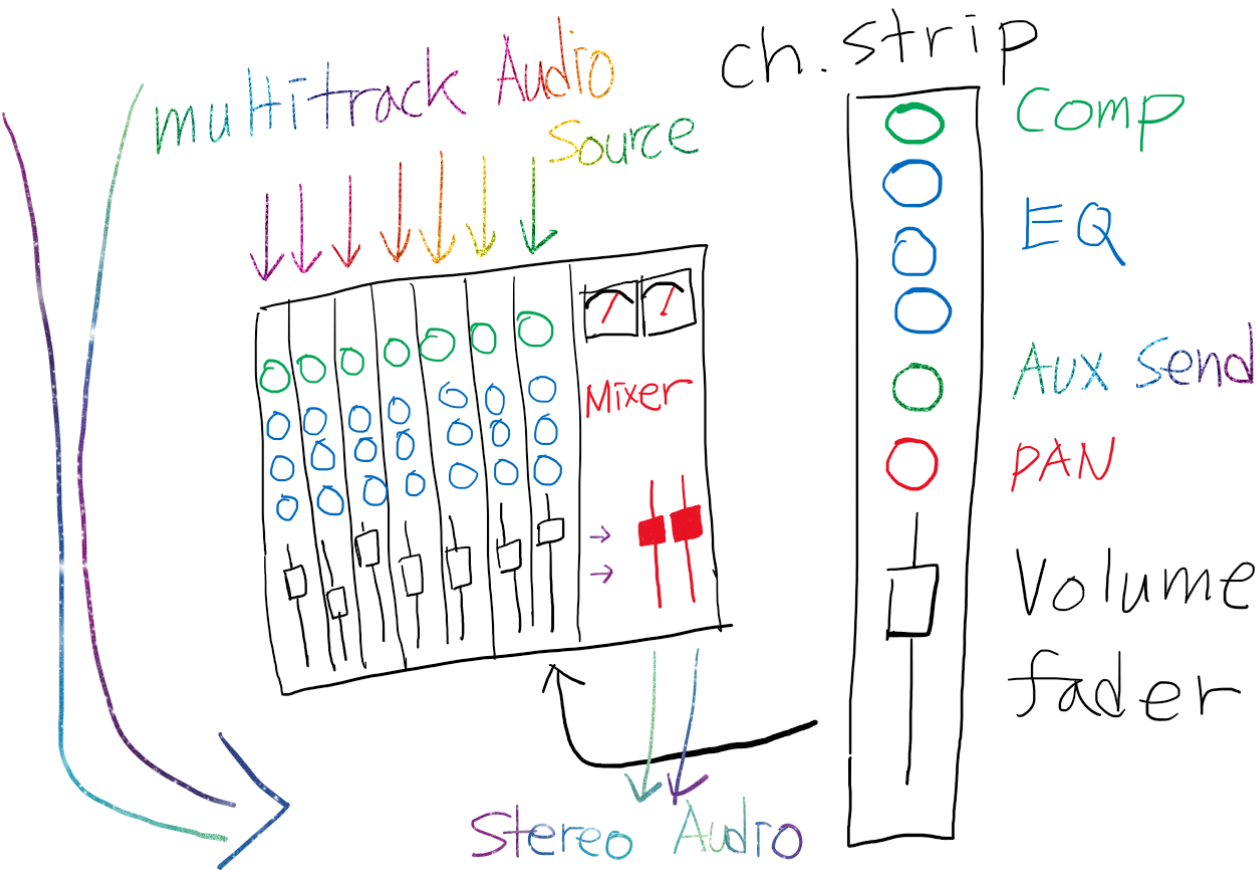 multitrack Audio
Source
Mixer
Stereo Audio
ch. strip
Comp
EQ
Aux Send
PAN
Volume
fader